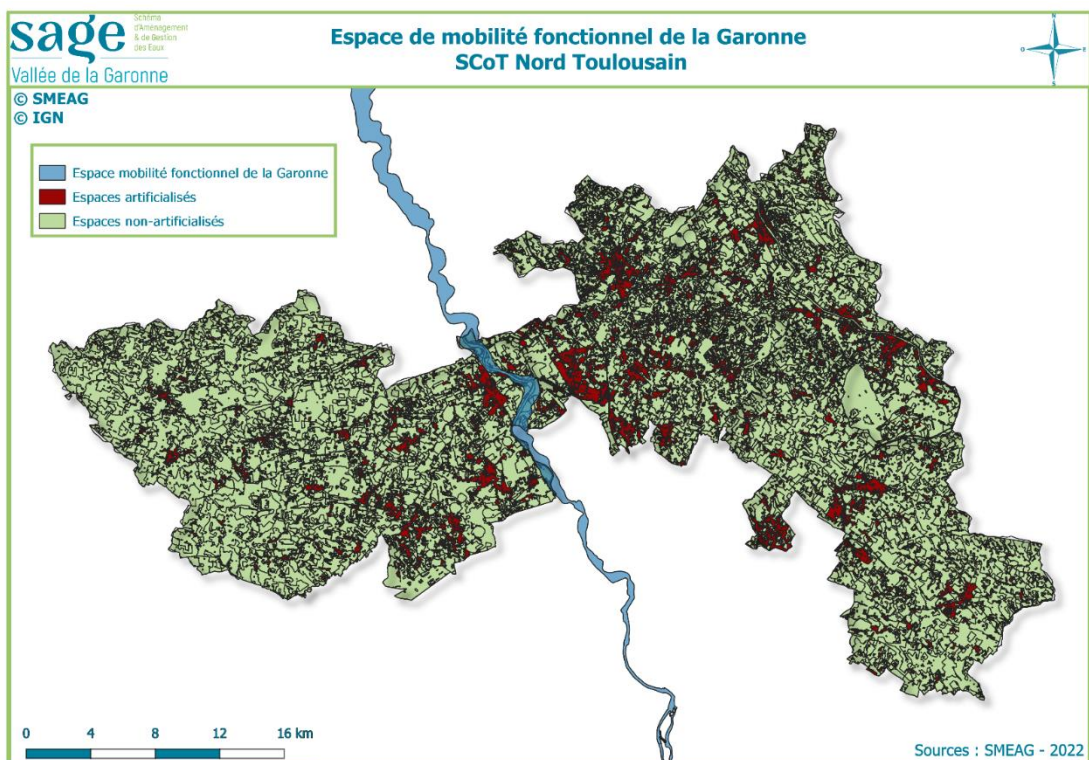 sage
Schéma
d'Aménagement
& de Gestion
des Eaux
Vallée de la Garonne
Espace de mobilité fonctionnel de la Garonne
SCoT Nord Toulousain
N
O
E
S
© SMEAG
© IGN
Espace mobilité fonctionnel de la Garonne
Espaces artificialisés
Espaces non-artificialisés
0 4 8 12 16 km
Sources : SMEAG - 2022